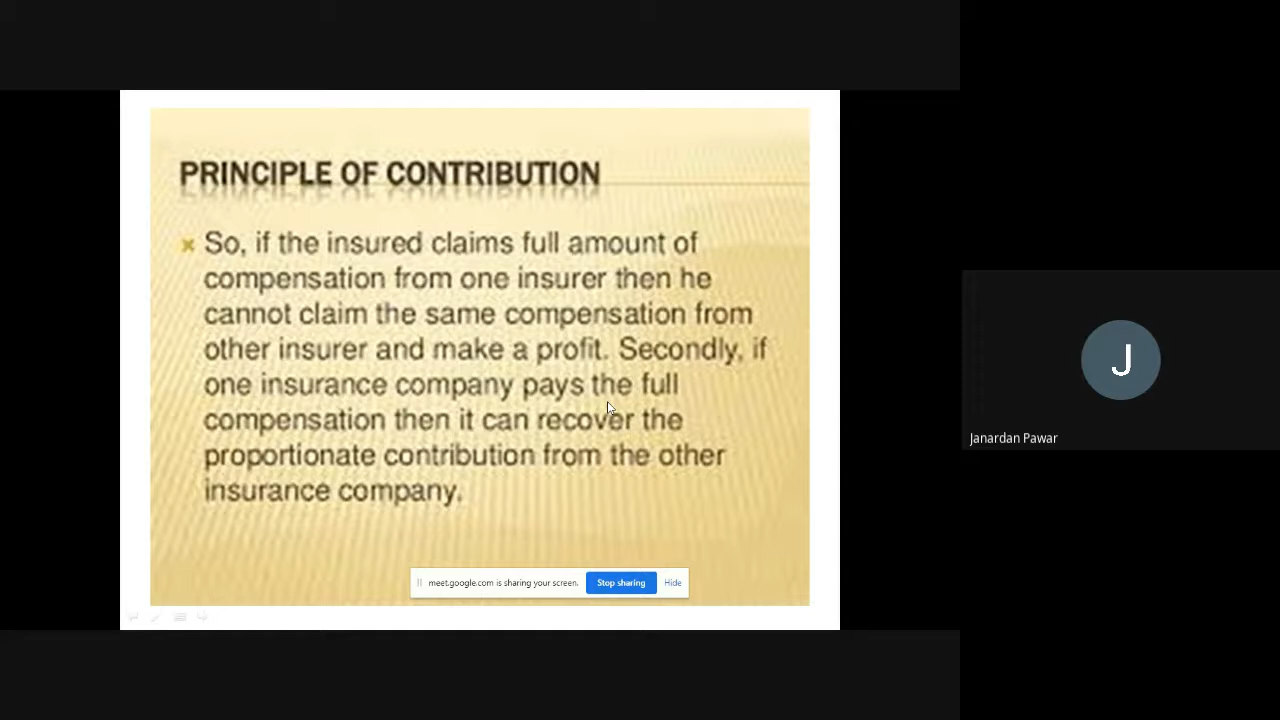 PRINCIPLE OF CONTRIBUTION
So, if the insured claims full amount of
compensation from one insurer then he
cannot claim the same compensation from
other insurer and make a profit. Secondly, if
one insurance company pays the full
compensation then it can recover the
proportionate contribution from the other
insurance company.
meet.google.com is sharing your screen.
Stop sharing
Hide
J
Janardan Pawar